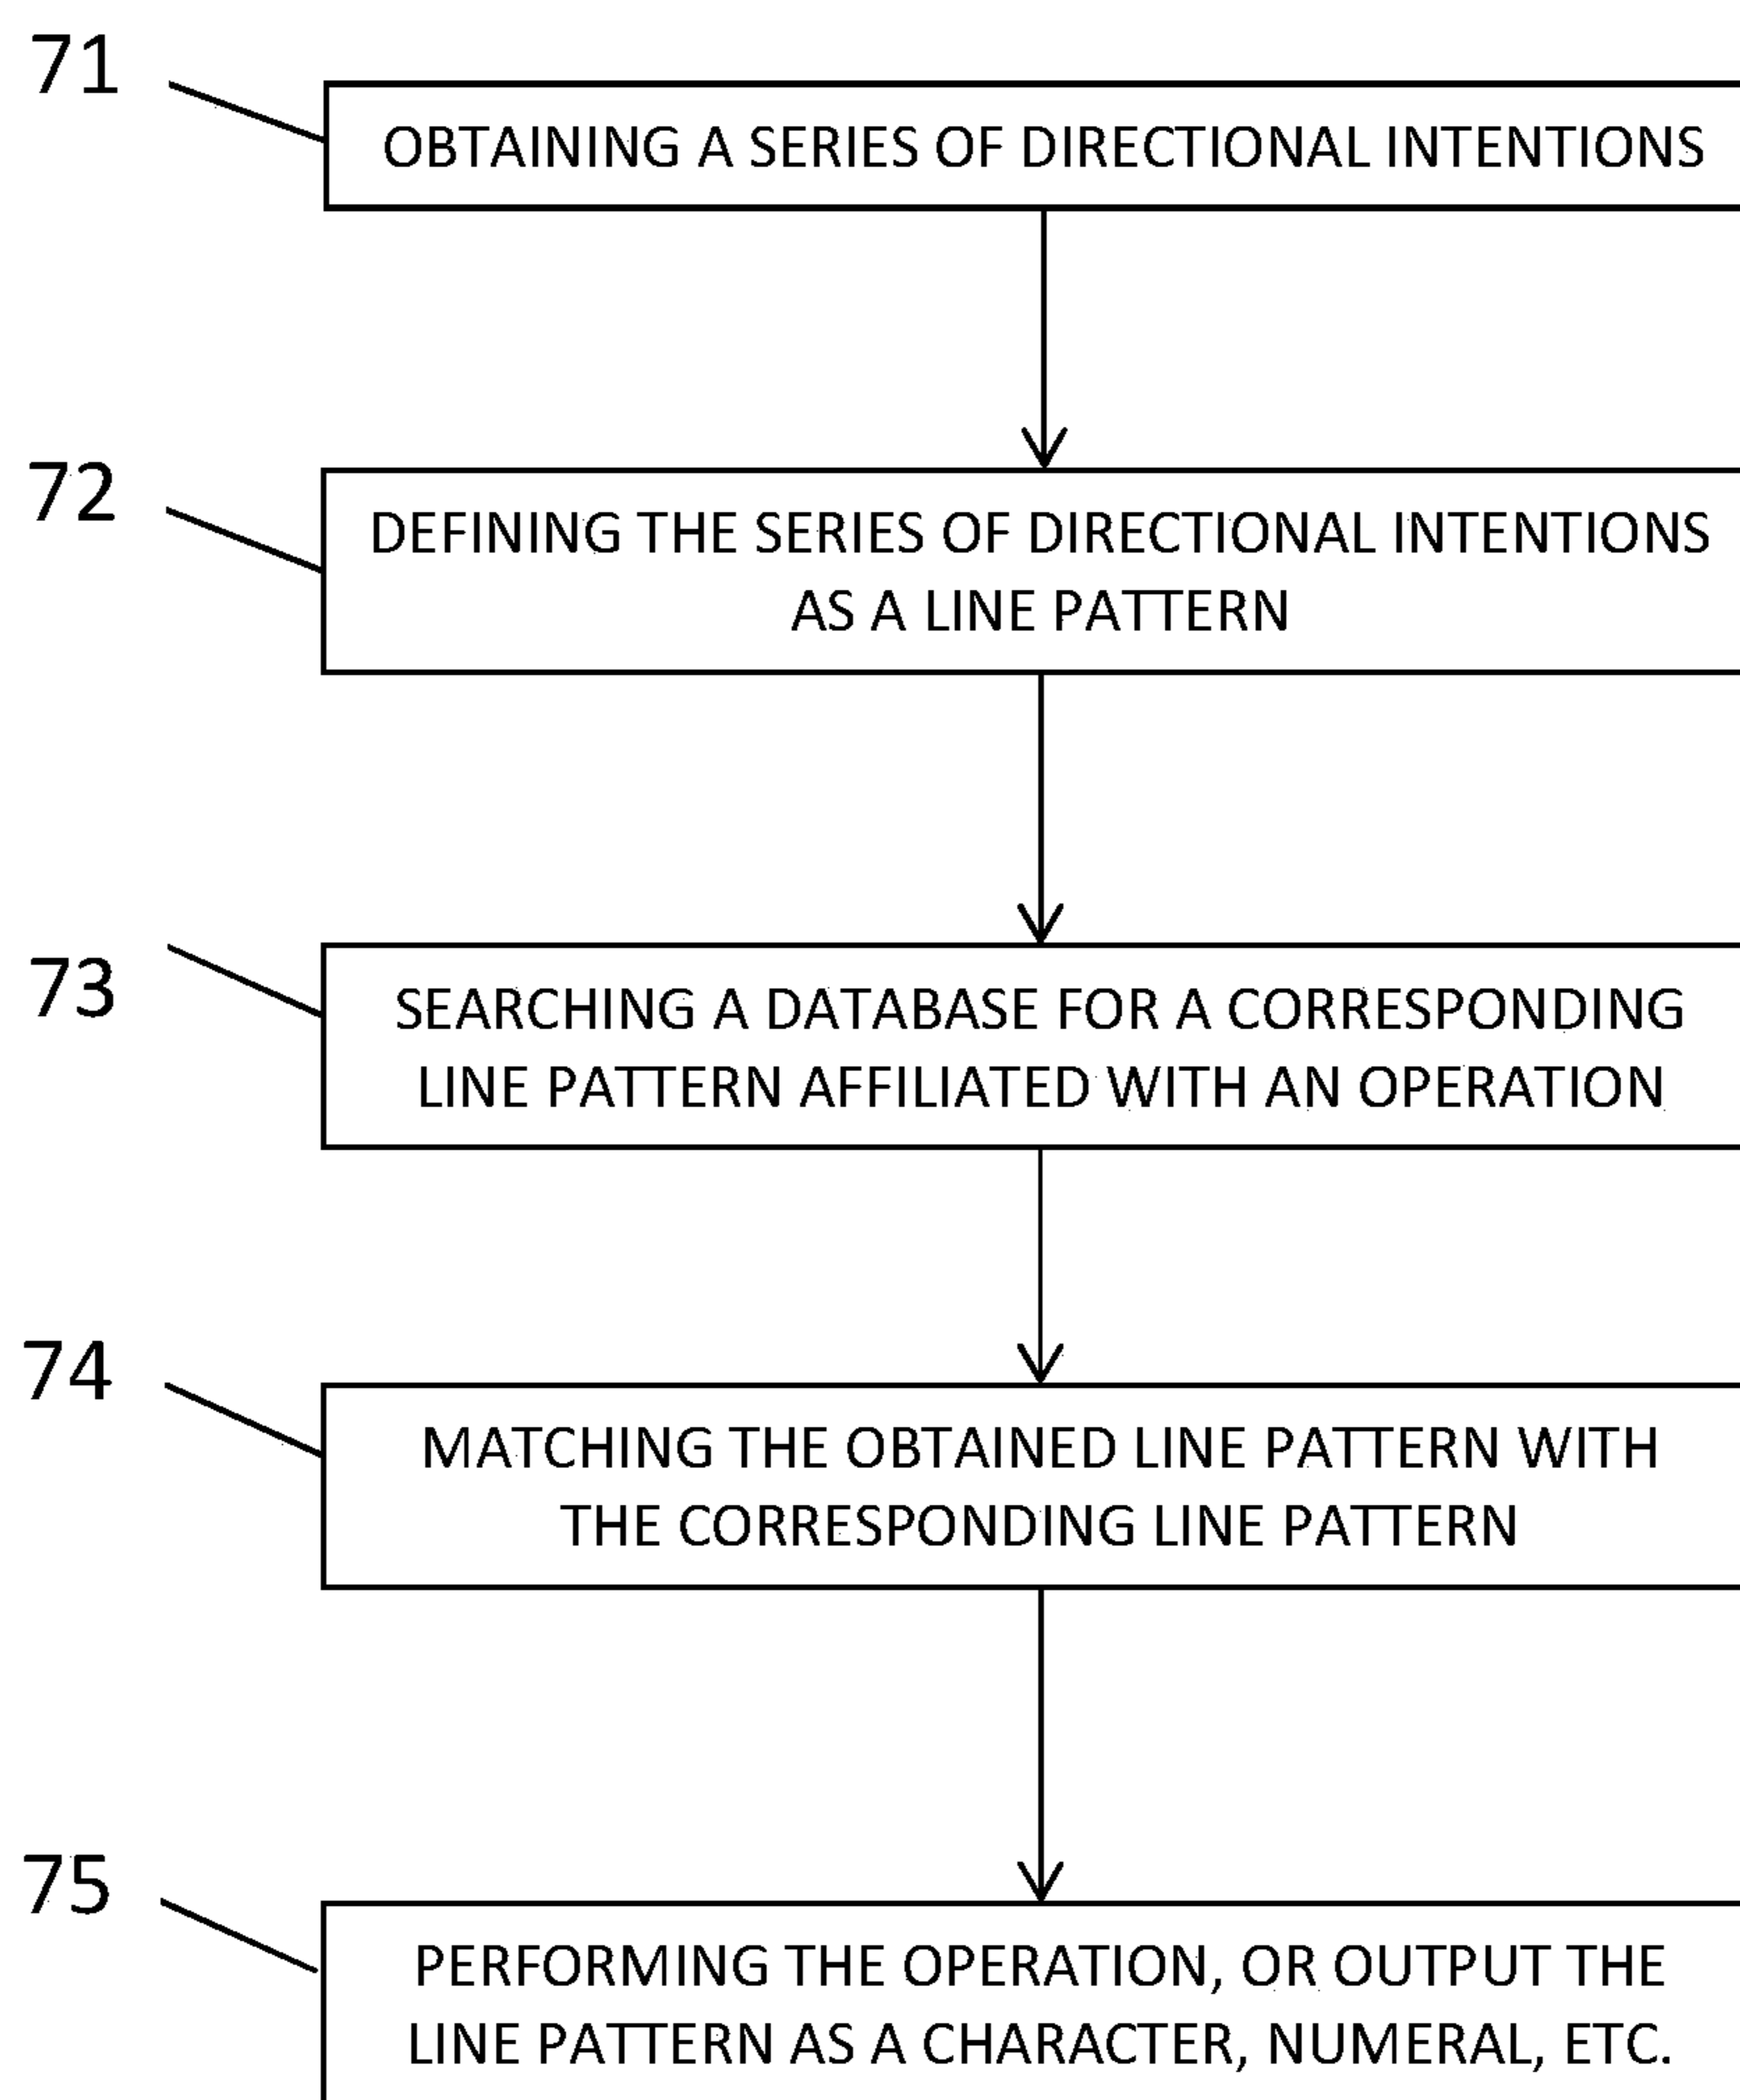 71
OBTAINING A SERIES OF DIRECTIONAL INTENTIONS
72
DEFINING THE SERIES OF DIRECTIONAL INTENTIONS
AS A LINE PATTERN
73
SEARCHING A DATABASE FOR A CORRESPONDING
LINE PATTERN AFFILIATED WITH AN OPERATION
74
MATCHING THE OBTAINED LINE PATTERN WITH
THE CORRESPONDING LINE PATTERN
75
PERFORMING THE OPERATION, OR OUTPUT THE
LINE PATTERN AS A CHARACTER, NUMERAL, ETC.